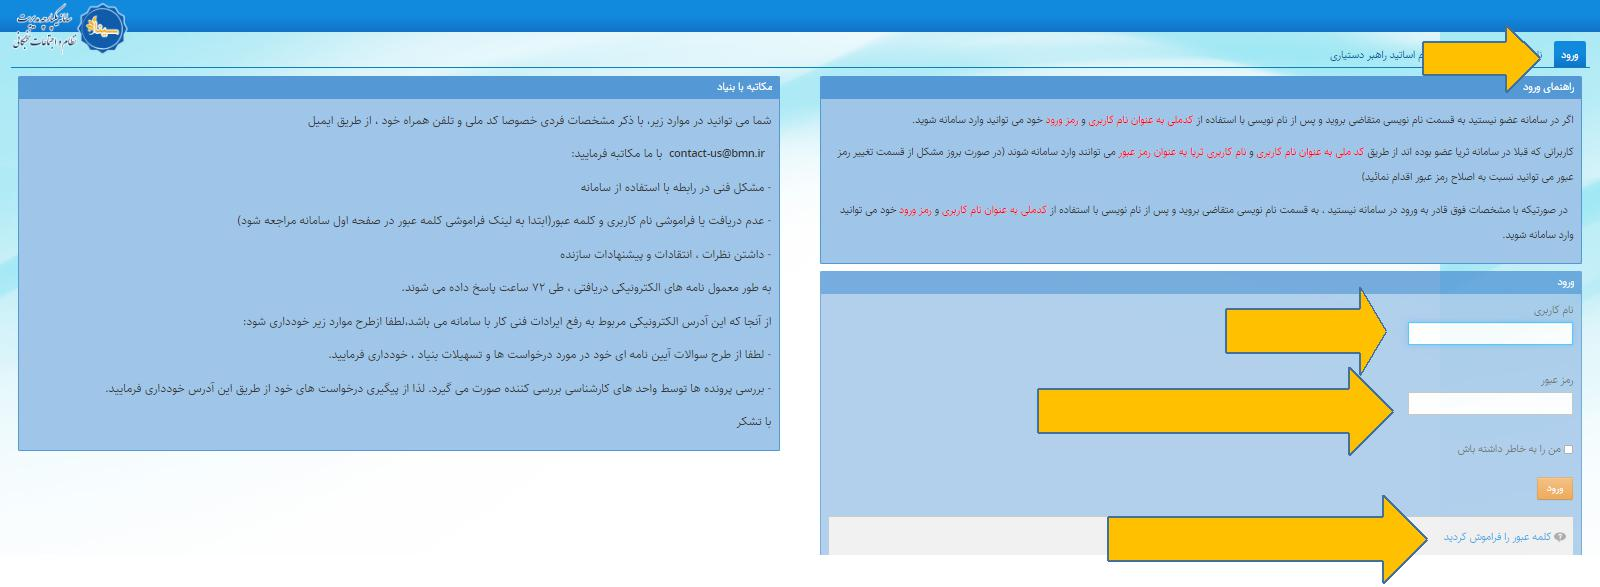 سینا
ورود
م اساتید راهبر دستیاری
راهنمای ورود
اگر در سامانه عضو نیستید به قسمت نام نویسی متقاضی بروید و پس از نام نویسی با استفاده از کدملی به عنوان نام کاربری و رمز ورود خود می توانید وارد سامانه شوید.
کاربرانی که قبلا در سامانه ثریا عضو بوده اند از طریق کد ملی به عنوان نام کاربری و نام کاربری ثریا به عنوان رمز عبور می توانند وارد سامانه شوند (در صورت بروز مشکل از قسمت تغییر رمز
عبور می توانید نسبت به اصلاح رمز عبور اقدام نمائید)
در صورتیکه با مشخصات فوق قادر به ورود در سامانه نیستید ، به قسمت نام نویسی متقاضی بروید و پس از نام نویسی با استفاده از کدملی به عنوان نام کاربری و رمز ورود خود می توانید
وارد سامانه شوید.
ورود
نام کاربری
رمز عبور
من را به خاطر داشته باش
ورود
کلمه عبور را فراموش کردید
مکاتبه با بنیاد
شما می توانید در موارد زیر، با ذکر مشخصات فردی خصوصا کد ملی و تلفن همراه خود ، از طریق ایمیل
contact-us@bmn.ir با ما مکاتبه فرمایید:
- مشکل فنی در رابطه با استفاده از سامانه
- عدم دریافت یا فراموشی نام کاربری و کلمه عبور(ابتدا به لینک فراموشی کلمه عبور در صفحه اول سامانه مراجعه شود)
- داشتن نظرات ، انتقادات و پیشنهادات سازنده
به طور معمول نامه های الکترونیکی دریافتی ، طی ۷۲ ساعت پاسخ داده می شوند.
از آنجا که این آدرس الکترونیکی مربوط به رفع ایرادات فنی کار با سامانه می باشد،لطفا ازطرح موارد زیر خودداری شود:
- لطفا از طرح سوالات آیین نامه ای خود در مورد درخواست ها و تسهیلات بنیاد ، خودداری فرمایید.
- بررسی پرونده ها توسط واحد های کارشناسی بررسی کننده صورت می گیرد. لذا از پیگیری درخواست های خود از طریق این آدرس خودداری فرمایید.
با تشکر